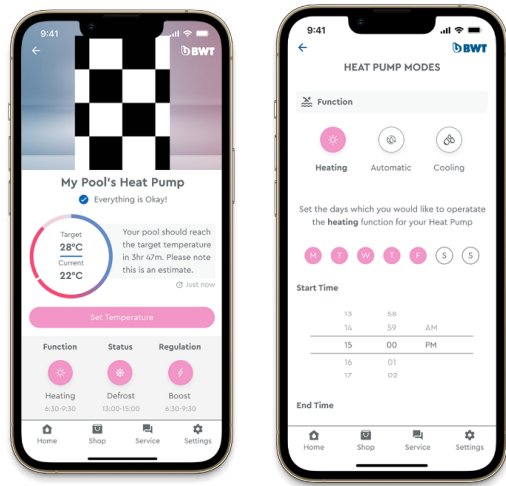 9:41
BWT
My Pool's Heat Pump
Everything is Okay!
Target
28°C
Current
22°C
Your pool should reach
the target temperature
in 3hr 47m. Please note
this is an estimate.
Just now
Set Temperature
Function Status Regulation
Heating Defrost Boost
6:30-9:30 13:00-15:00 6:30-9:30
Home Shop Service Settings
9:41
BWT
HEAT PUMP MODES
Function
Heating Automatic Cooling
Set the days which you would like to operatate
the heating function for your Heat Pump
M T W T F S S
Start Time
13 58
14 59 AM
15 00 PM
16 01
17 02
End Time
Home Shop Service Settings